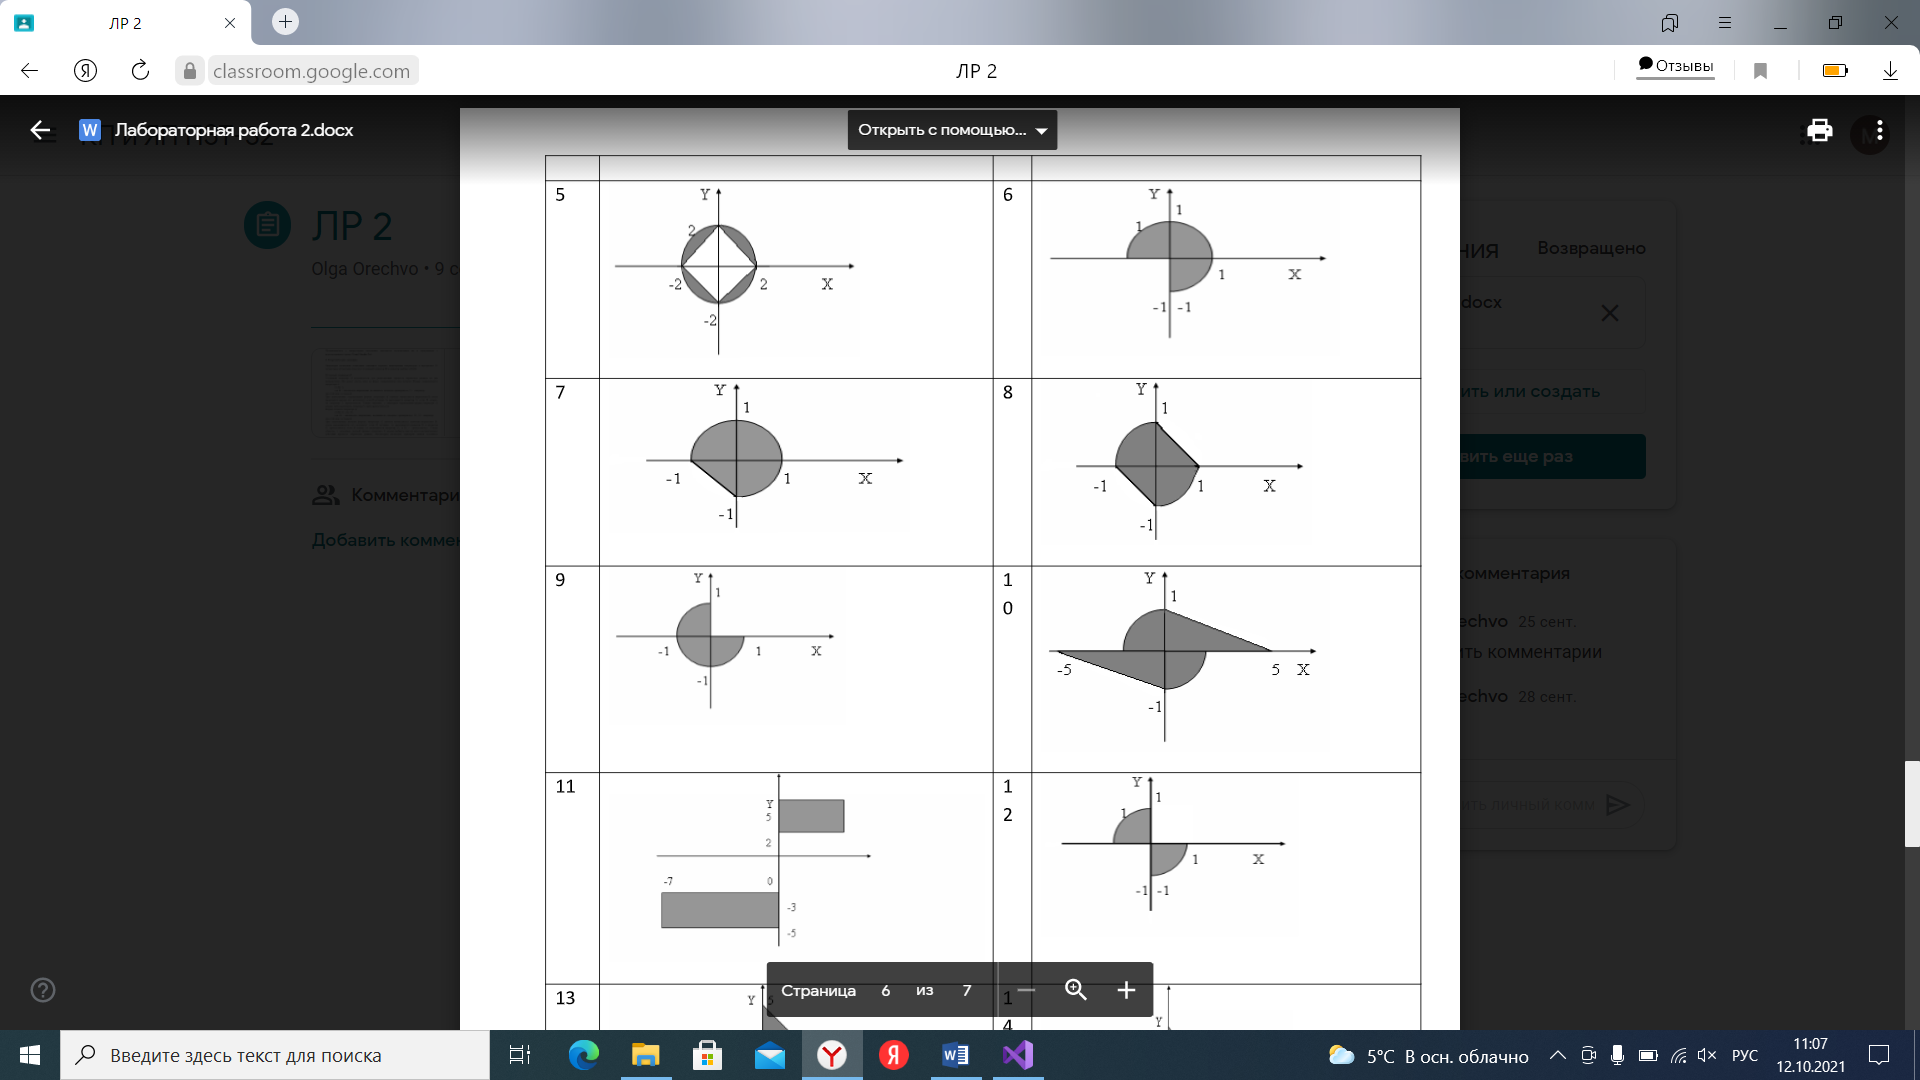 ЛР 2
classroom.google.com
ЛР 2
Отзывы
W
Лабораторная работа 2.docx
Открыть с помощью...
ЛР 2
Возвращено
Olga Orechvo • 9 с
docx
ить или создать
вить еще раз
Комментари
Добавить коммен
комментария
echvo 25 сент.
ть комментарии
echvo 28 сент.
5
Y
2
-2
2
X
-2
6
Y
1
1
1
X
-1
-1
7
Y
1
-1
1
X
-1
8
Y
1
-1
1
X
-1
9
Y
1
-1
1
X
-1
1
0
Y
1
-5
5
X
-1
11
Y
5
2
-7
0
-3
-5
1
2
Y
1
1
1
X
-1
-1
13
Y
5
1
4
Y
Страница 6 из 7
Введите здесь текст для поиска
5°C В осн. облачно
РУС
11:07
12.10.2021